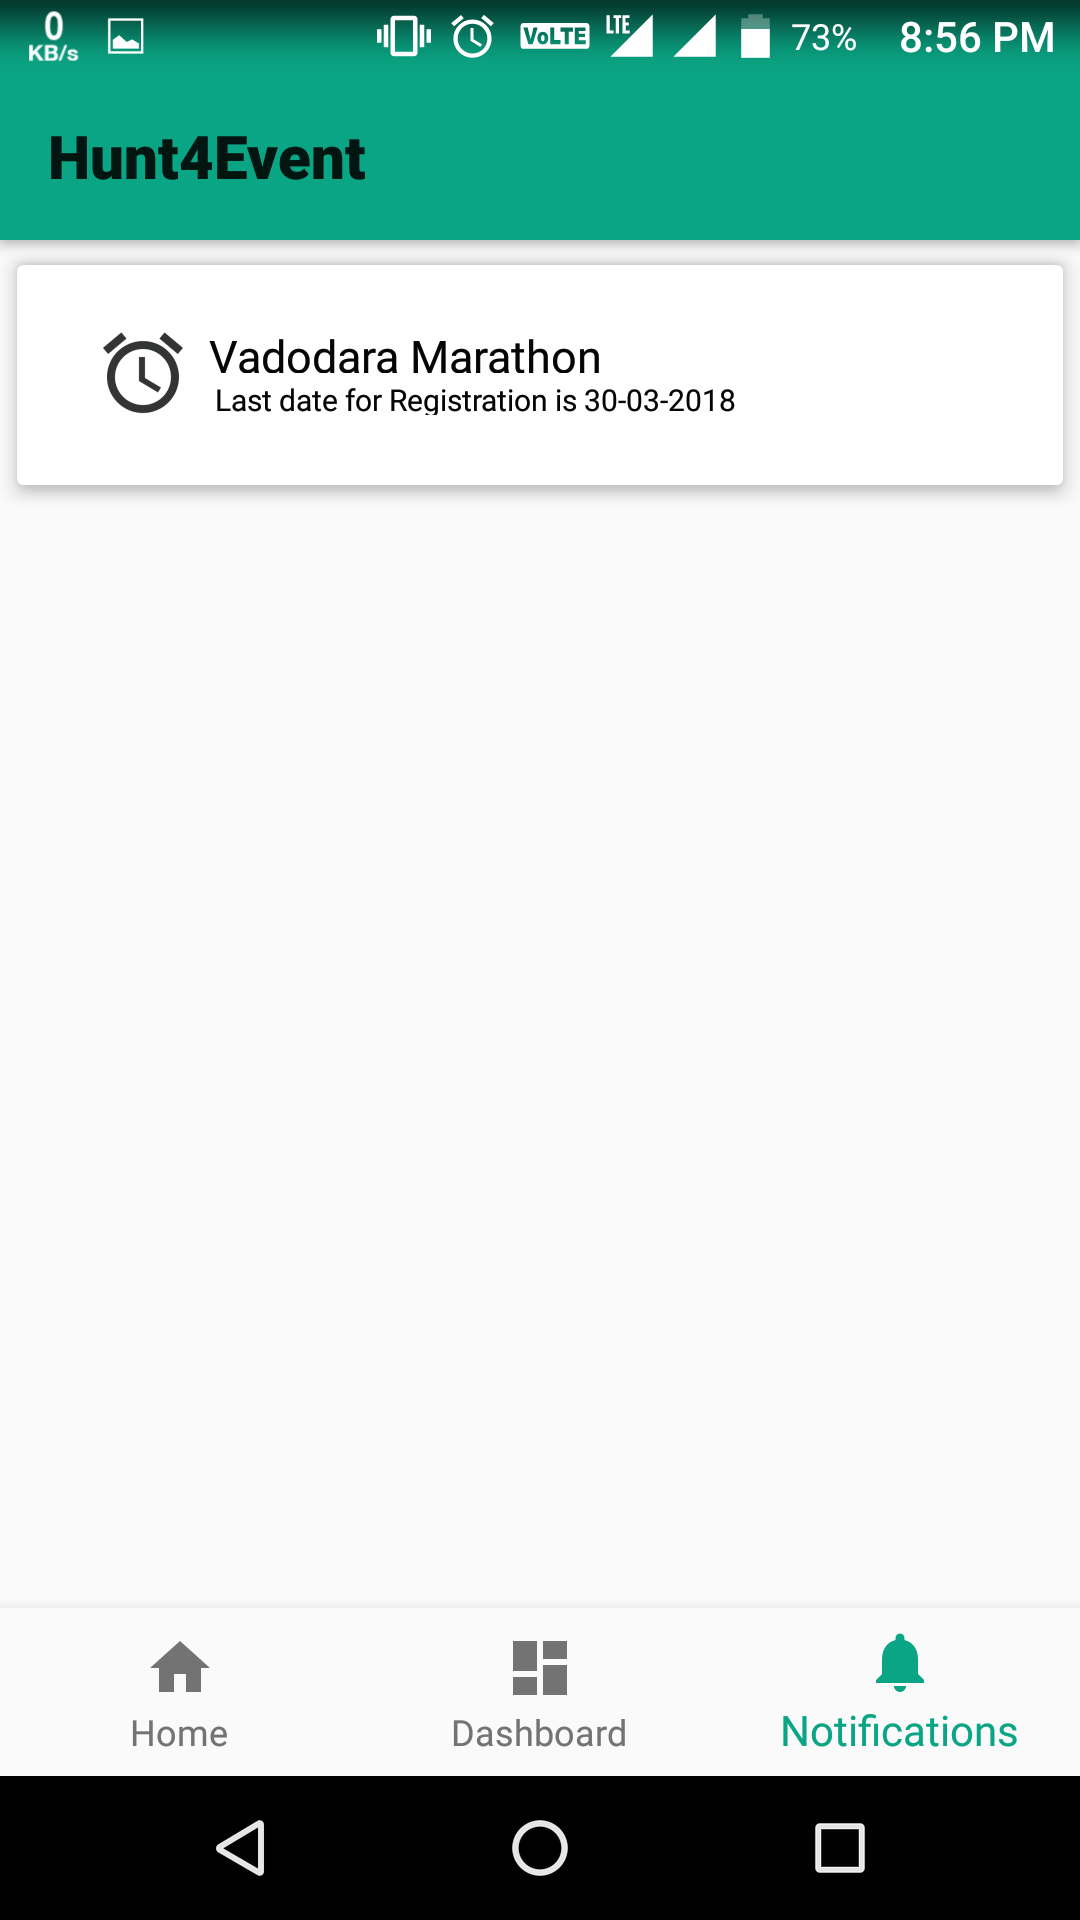 0
KB/s
VoLTE LTE 73% 8:56 PM
Hunt4Event
Vadodara Marathon
Last date for Registration is 30-03-2018
Home Dashboard Notifications